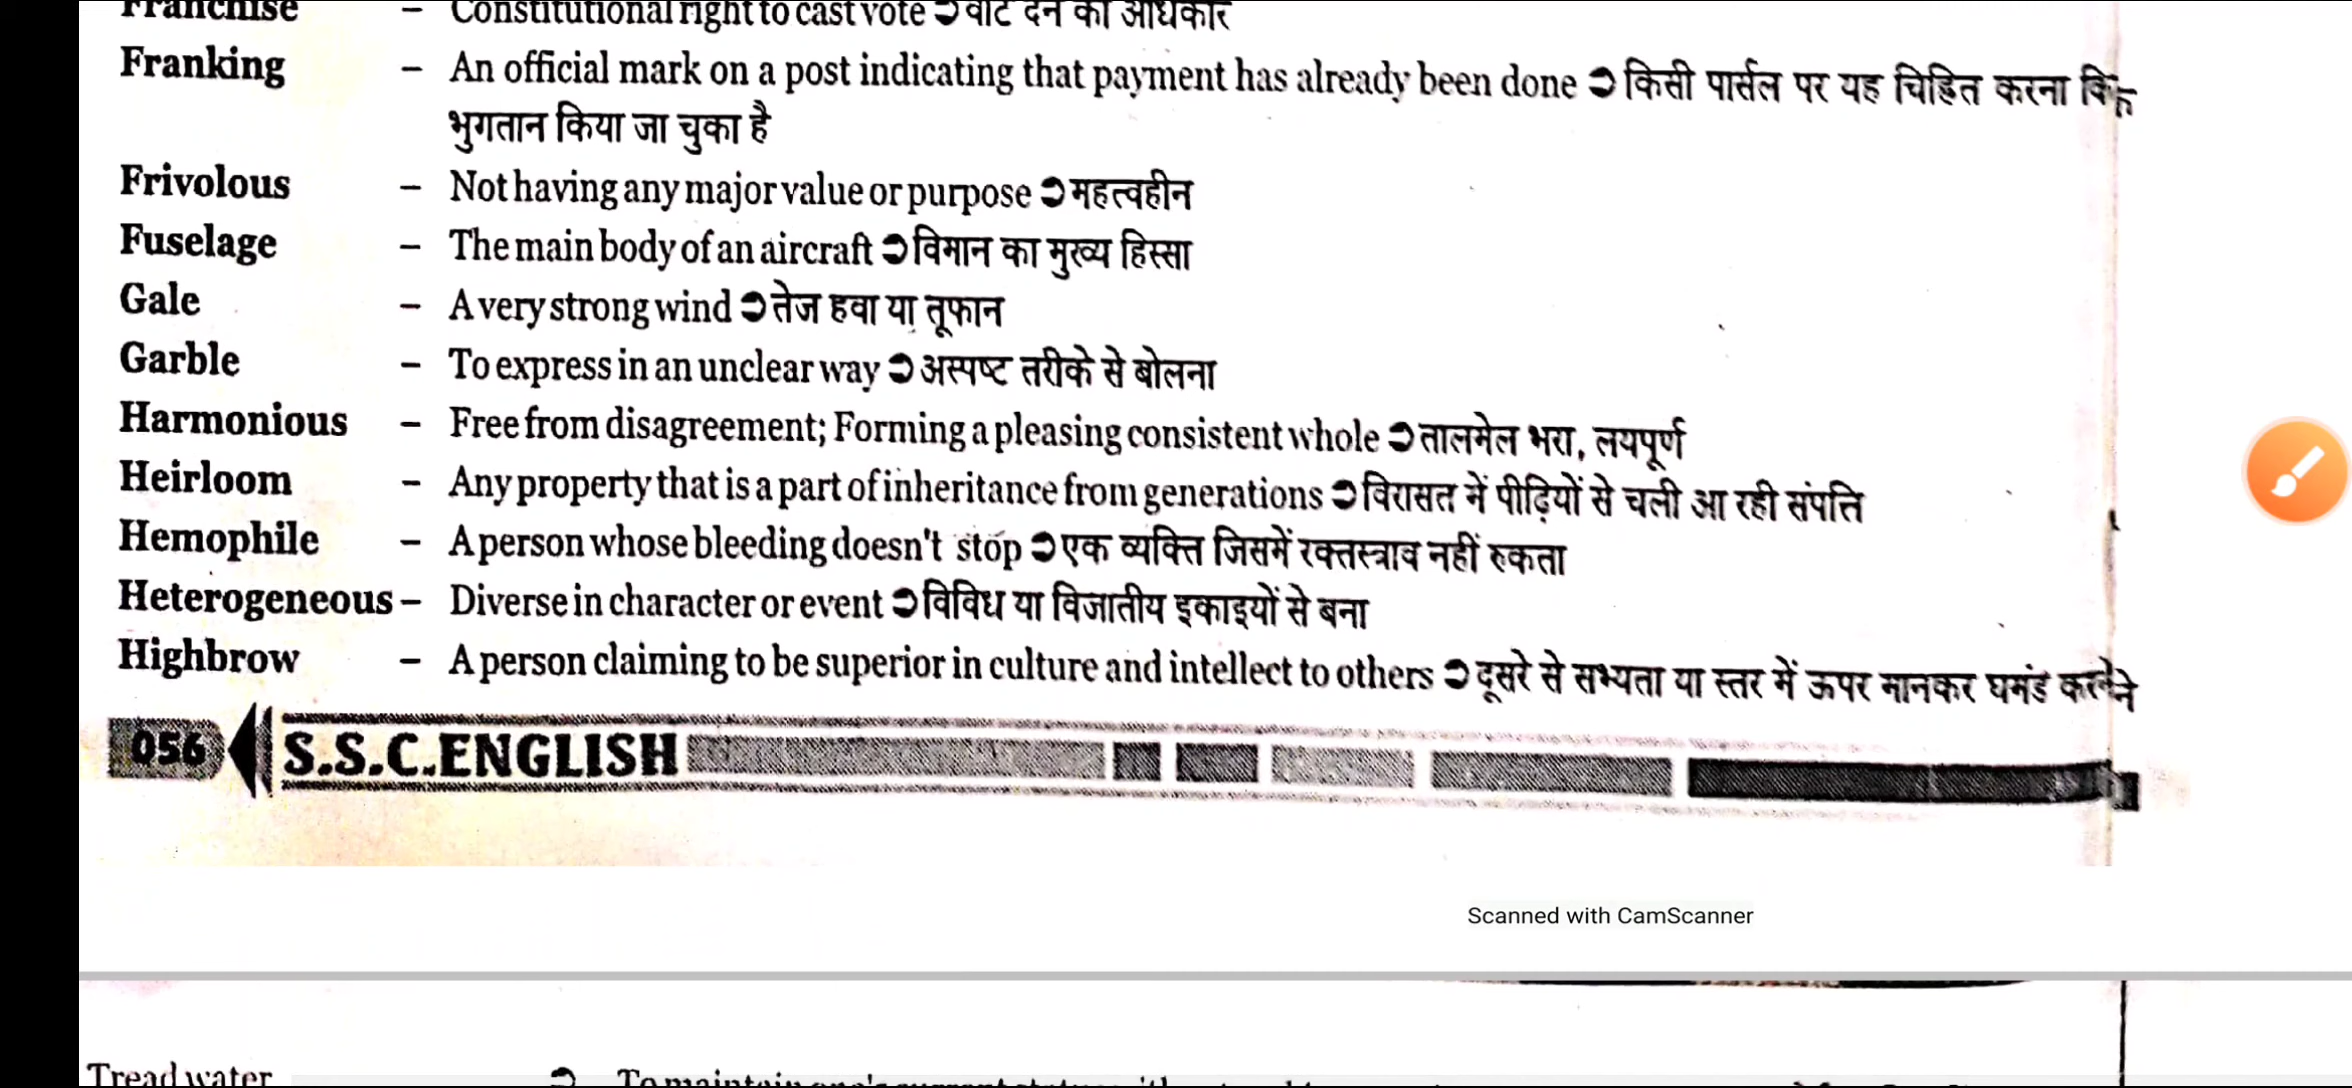 Franchise – Constitutional right to cast vote ➲ वोट देने का अधिकार
Franking – An official mark on a post indicating that payment has already been done ➲ किसी पार्सल पर यह चिह्नित करना कि
भुगतान किया जा चुका है
Frivolous – Not having any major value or purpose ➲ महत्वहीन
Fuselage – The main body of an aircraft ➲ विमान का मुख्य हिस्सा
Gale – A very strong wind ➲ तेज हवा या तूफान
Garble – To express in an unclear way ➲ अस्पष्ट तरीके से बोलना
Harmonious – Free from disagreement; Forming a pleasing consistent whole ➲ तालमेल भरा, लयपूर्ण
Heirloom – Any property that is a part of inheritance from generations ➲ विरासत में पीढ़ियों से चली आ रही संपत्ति
Hemophile – A person whose bleeding doesn't stop ➲ एक व्यक्ति जिसमें रक्तस्त्राव नहीं रुकता
Heterogeneous – Diverse in character or event ➲ विविध या विजातीय इकाइयों से बना
Highbrow – A person claiming to be superior in culture and intellect to others ➲ दूसरे से सभ्यता या स्तर में ऊपर मानकर घमंड करने
056 S.S.C. ENGLISH
Scanned with CamScanner
Tread water ➲ To maintain one's current